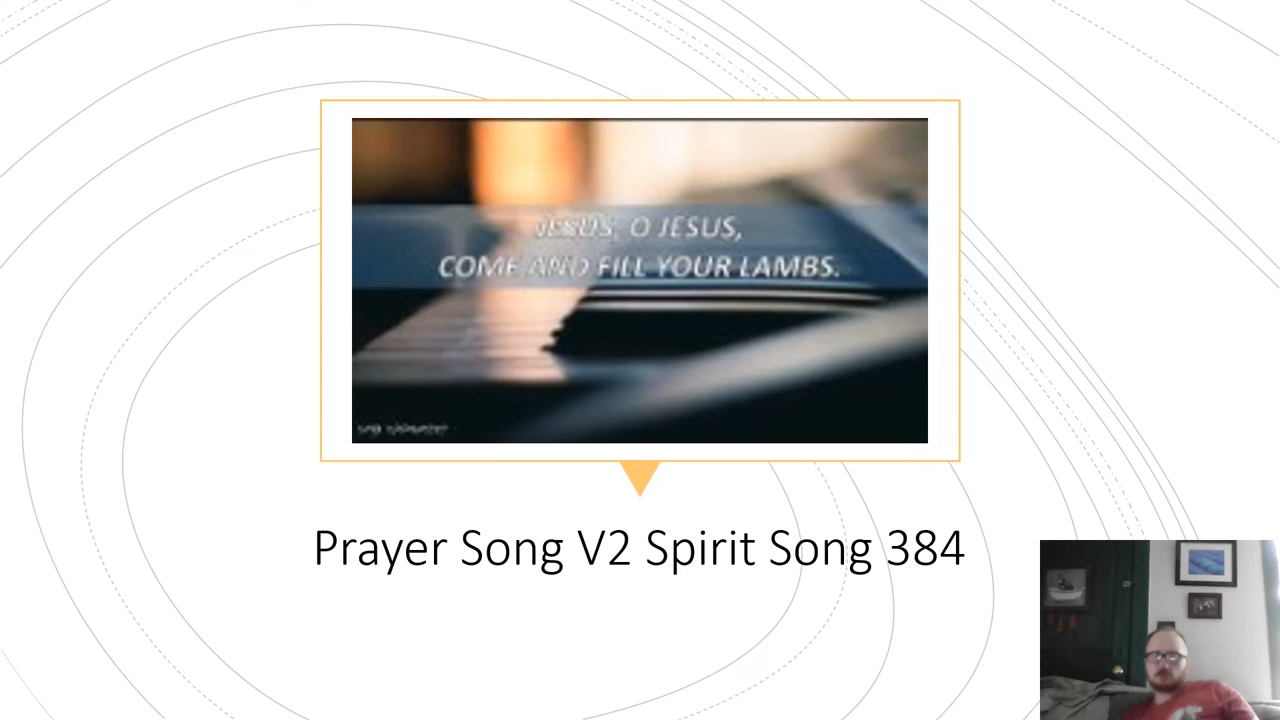 JESUS, O JESUS,
COME AND FILL YOUR LAMBS.
Prayer Song V2 Spirit Song 384